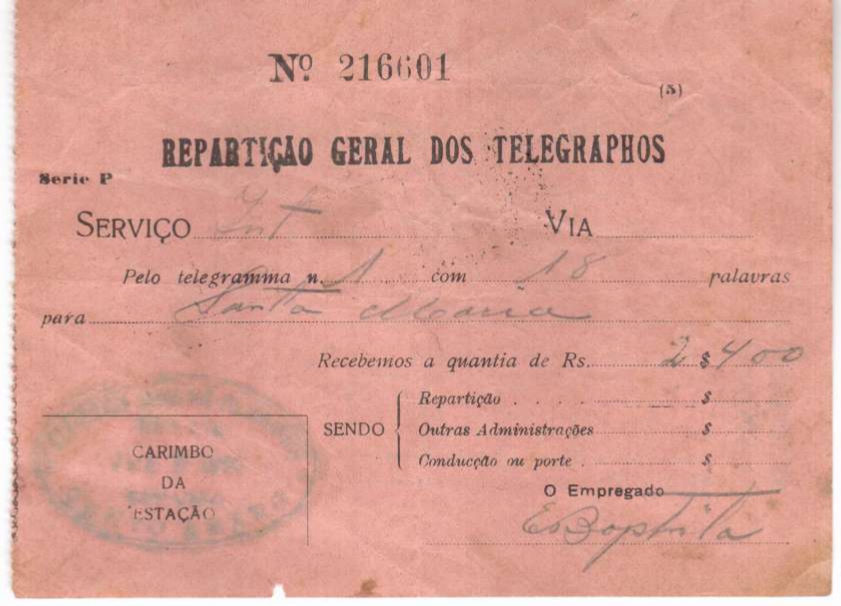 Nº 216601
(5)
REPARTIÇÃO GERAL DOS TELEGRAPHOS
Serie P
SERVIÇO Int VIA
Pelo telegramma n. 1 com 18 palavras
para Santa Maria
Recebemos a quantia de Rs. 2 $ 400
SENDO
Repartição $
Outras Administrações $
Conducção ou porte $
CARIMBO
DA
ESTAÇÃO
O Empregado
EBaptista